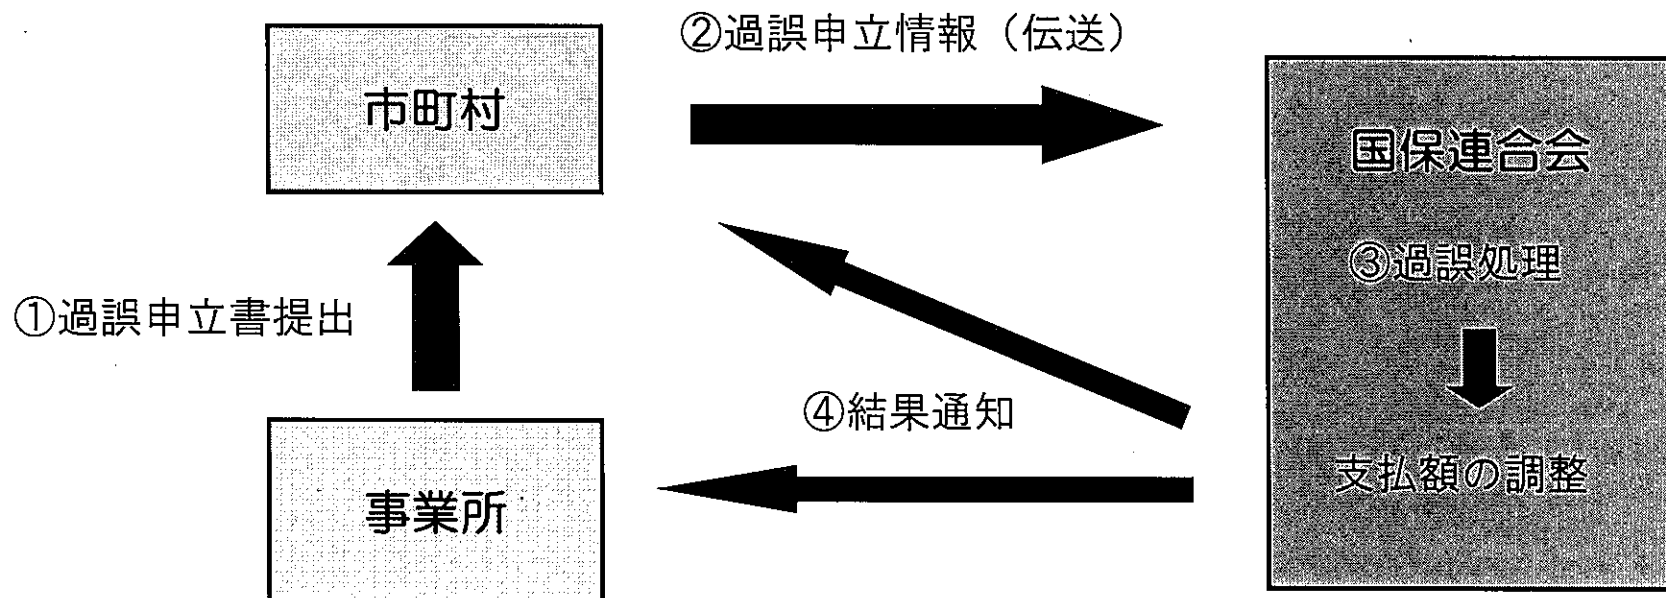 ②過誤申立情報（伝送）
市町村
国保連合会
③過誤処理
①過誤申立書提出
④結果通知
支払額の調整
事業所